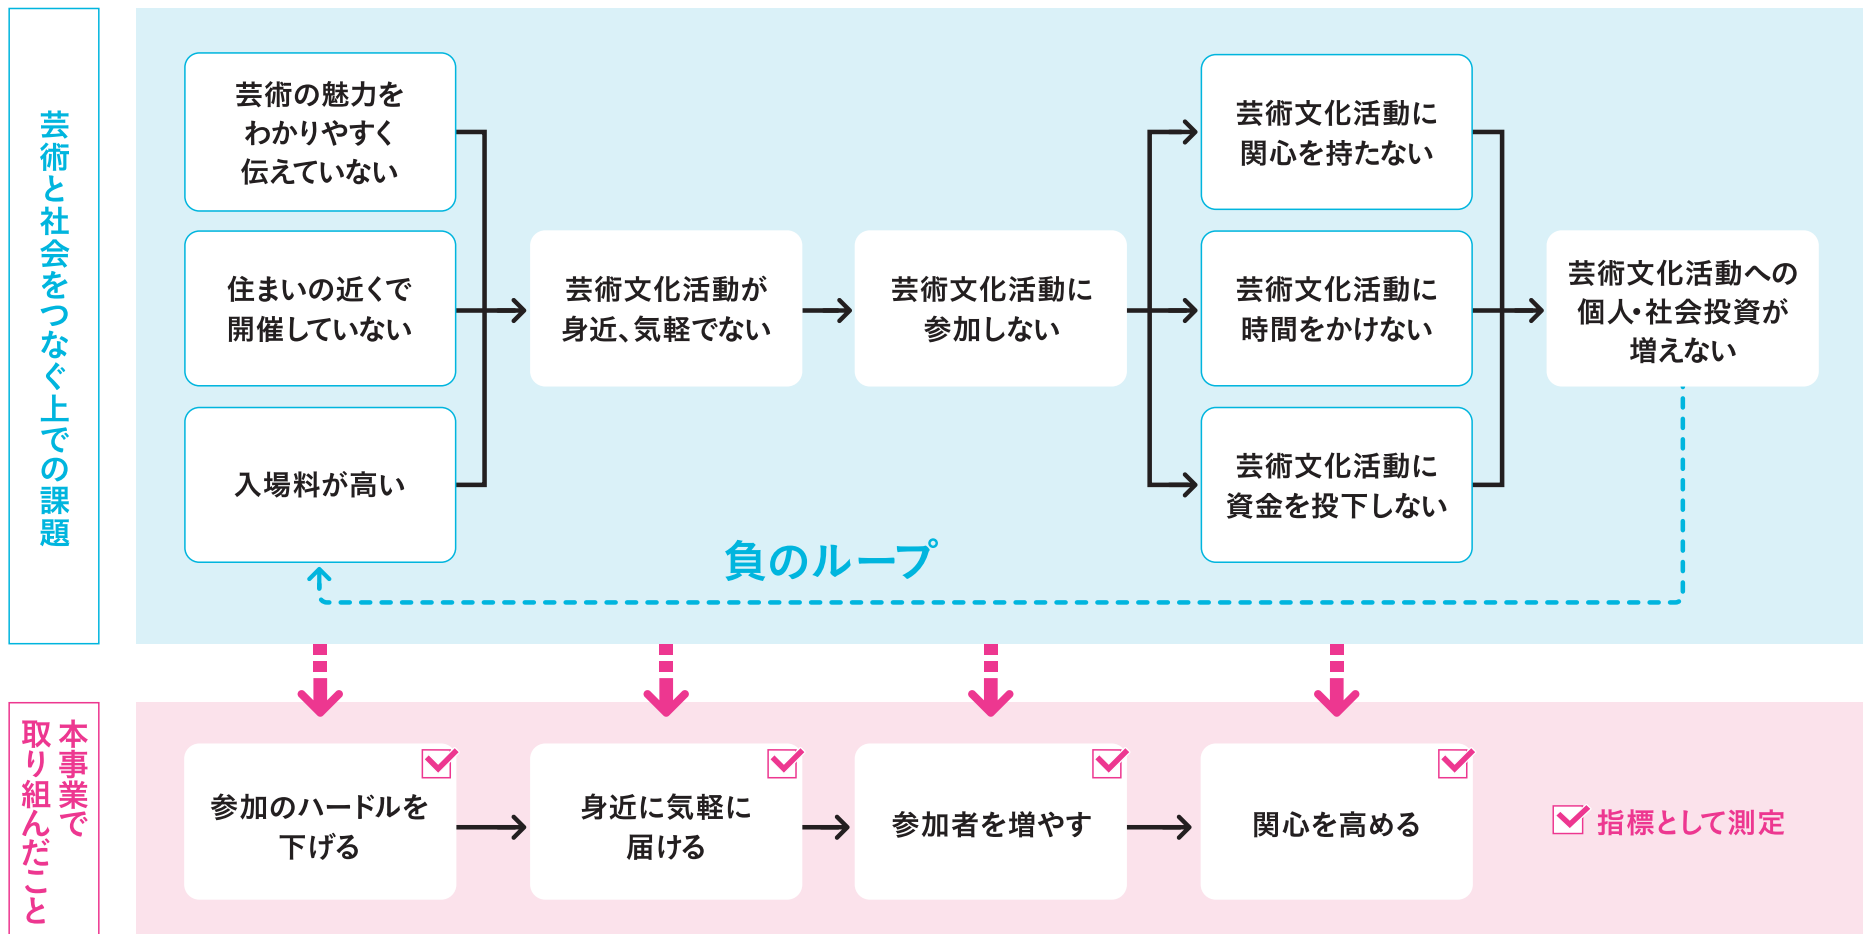 芸術と社会をつなぐ上での課題
芸術の魅力を
わかりやすく
伝えていない
住まいの近くで
開催していない
入場料が高い
芸術文化活動が
身近、気軽でない
芸術文化活動に
参加しない
芸術文化活動に
関心を持たない
芸術文化活動に
時間をかけない
芸術文化活動に
資金を投下しない
芸術文化活動への
個人・社会投資が
増えない
負のループ
本事業で
取り組んだこと
参加のハードルを
下げる
身近に気軽に
届ける
参加者を増やす
関心を高める
指標として測定